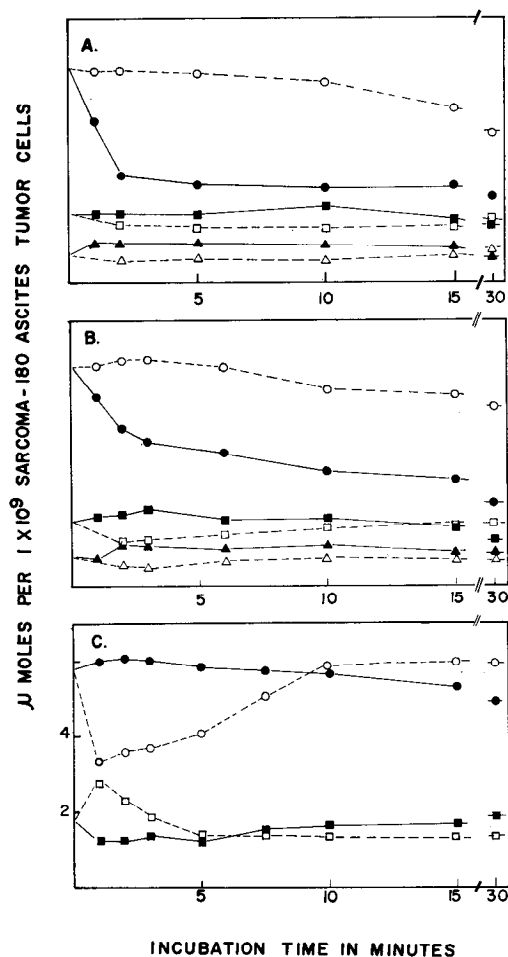 A.
5 10 15 30
B.
5 10 15 30
C.
4
2
5 10 15 30
μ MOLES PER 1 X10⁹ SARCOMA-180 ASCITES TUMOR CELLS
INCUBATION TIME IN MINUTES